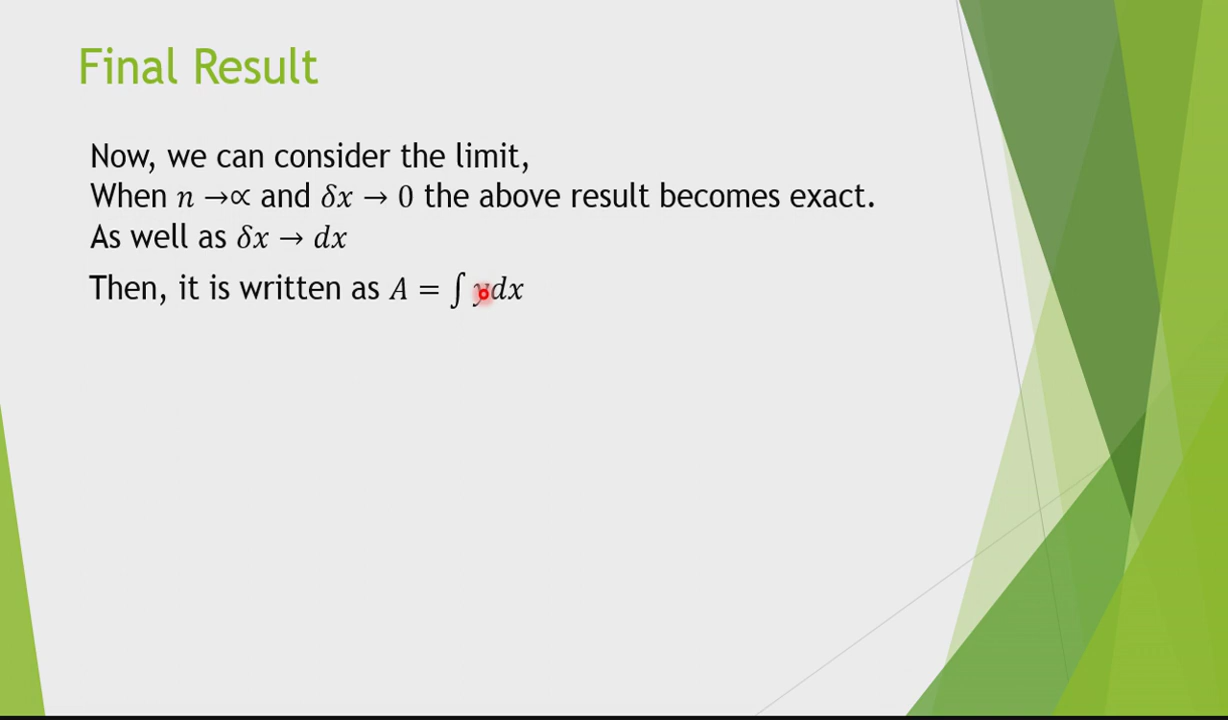 Final Result
Now, we can consider the limit,
When n →∝ and δx → 0 the above result becomes exact.
As well as δx → dx
Then, it is written as A = ∫ ydx